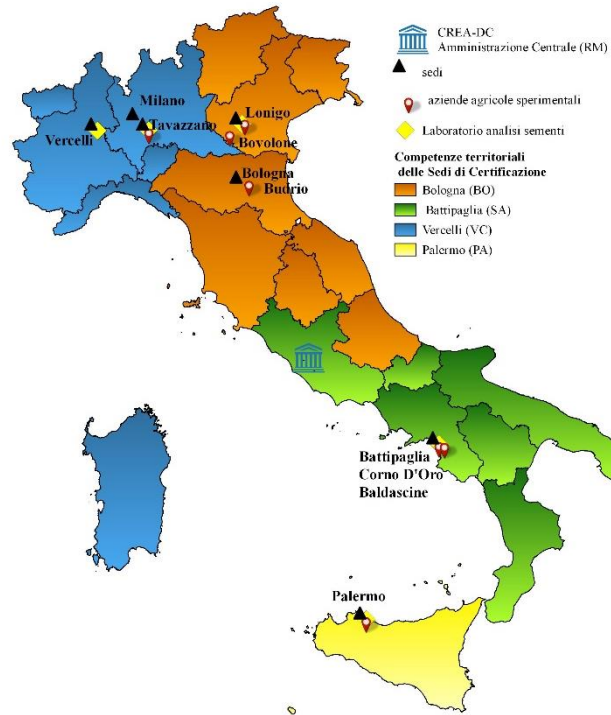 CREA-DC
Amministrazione Centrale (RM)
sedi
aziende agricole sperimentali
Laboratorio analisi sementi
Competenze territoriali
delle Sedi di Certificazione
Bologna (BO)
Battipaglia (SA)
Vercelli (VC)
Palermo (PA)
Milano
Tavazzano
Vercelli
Lonigo
Bovolone
Bologna
Budrio
Battipaglia
Corno D'Oro
Baldascine
Palermo